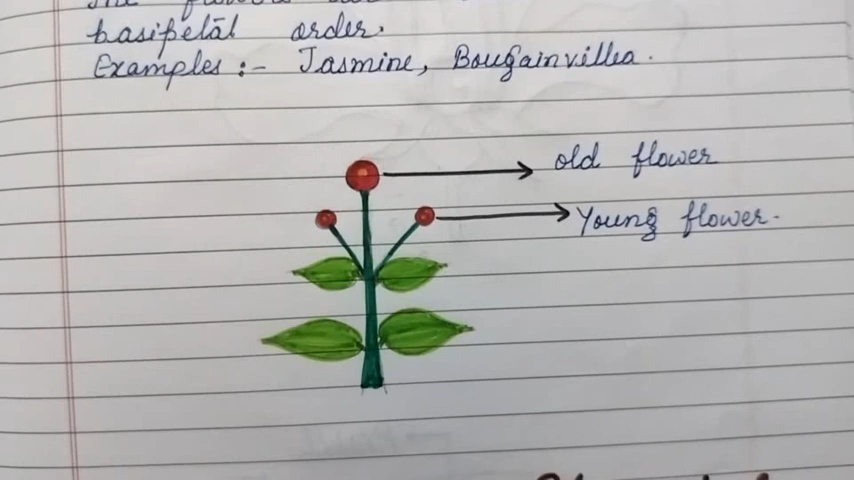 basipetal order.
Examples :- Jasmine, Bougainvillea.
old flower
Young flower.